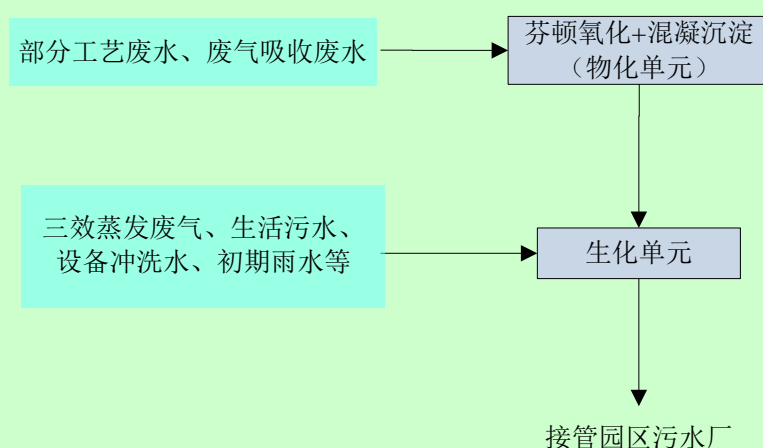 部分工艺废水、废气吸收废水
芬顿氧化+混凝沉淀
（物化单元）
三效蒸发废气、生活污水、
设备冲洗水、初期雨水等
生化单元
接管园区污水厂